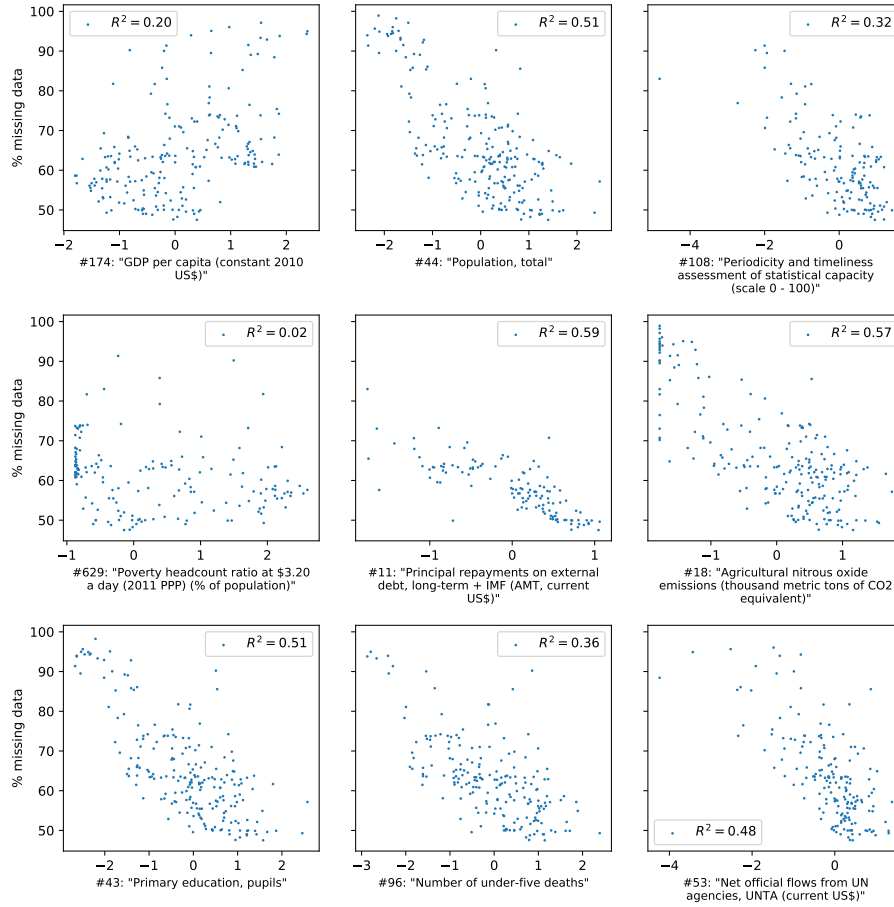 R² = 0.20
R² = 0.51
R² = 0.32
% missing data
100
90
80
70
60
50
−2 −1 0 1 2
−2 −1 0 1 2
−4 −2 0
#174: "GDP per capita (constant 2010
US$)"
#44: "Population, total"
#108: "Periodicity and timeliness
assessment of statistical capacity
(scale 0 - 100)"
R² = 0.02
R² = 0.59
R² = 0.57
% missing data
100
90
80
70
60
50
−1 0 1 2
−1 0 1
−1 0 1
#629: "Poverty headcount ratio at $3.20
a day (2011 PPP) (% of population)"
#11: "Principal repayments on external
debt, long-term + IMF (AMT, current
US$)"
#18: "Agricultural nitrous oxide
emissions (thousand metric tons of CO2
equivalent)"
R² = 0.51
R² = 0.36
R² = 0.48
% missing data
100
90
80
70
60
50
−2 −1 0 1 2
−3 −2 −1 0 1 2
−4 −2 0
#43: "Primary education, pupils"
#96: "Number of under-five deaths"
#53: "Net official flows from UN
agencies, UNTA (current US$)"